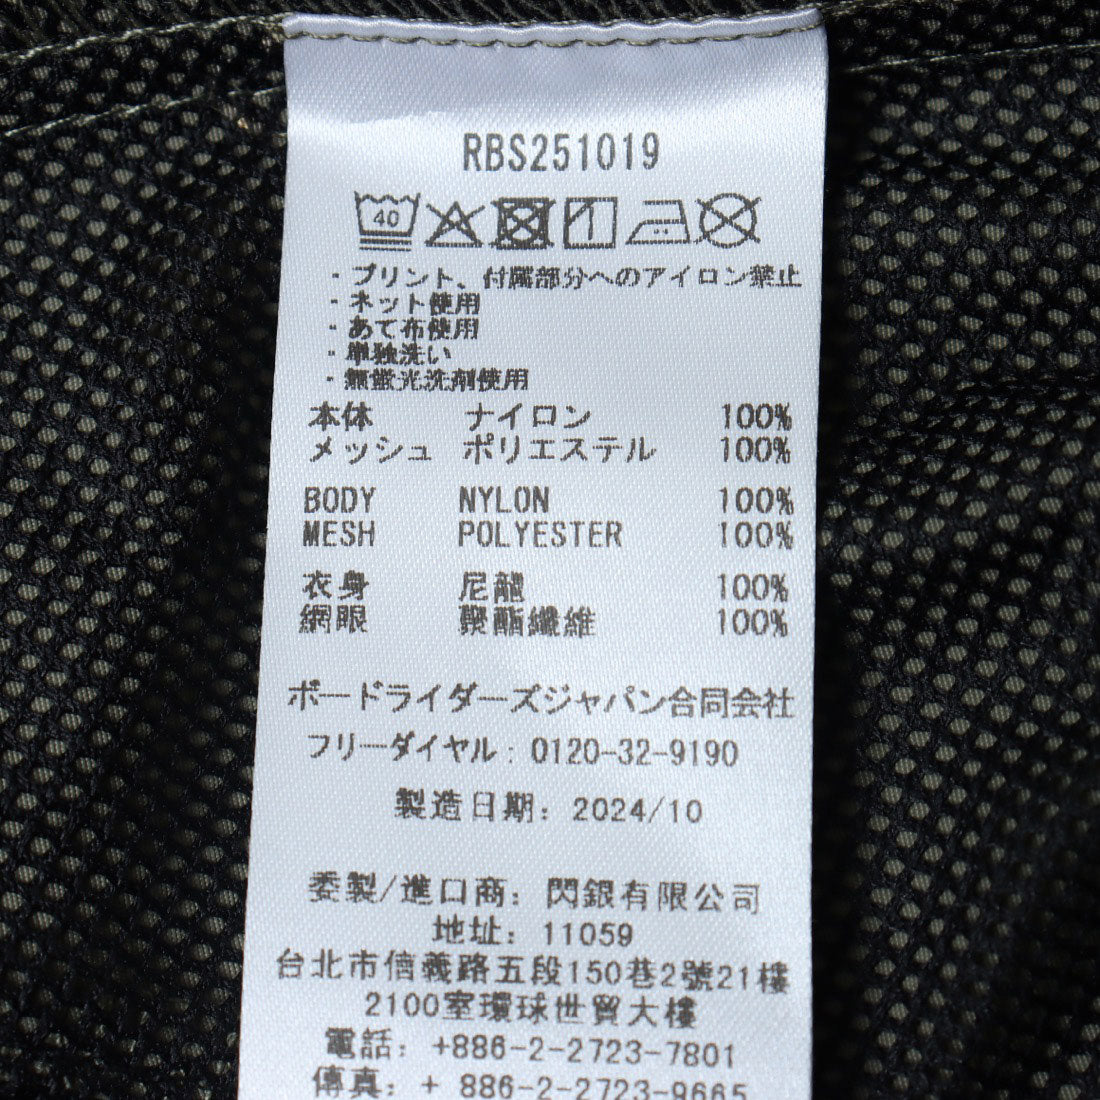 RBS251019
40
・プリント、付属部分へのアイロン禁止
・ネット使用
・あて布使用
・単独洗い
・無蛍光洗剤使用
本体 ナイロン 100%
メッシュ ポリエステル 100%
BODY NYLON 100%
MESH POLYESTER 100%
衣身 尼龍 100%
網眼 聚酯纖維 100%
ボードライダーズジャパン合同会社
フリーダイヤル：0120-32-9190
製造日期：2024/10
委製/進口商：閃銀有限公司
地址：11059
台北市信義路五段150巷2號21樓
2100室環球世貿大樓
電話：+886-2-2723-7801
傳真：+ 886-2-2723-9665